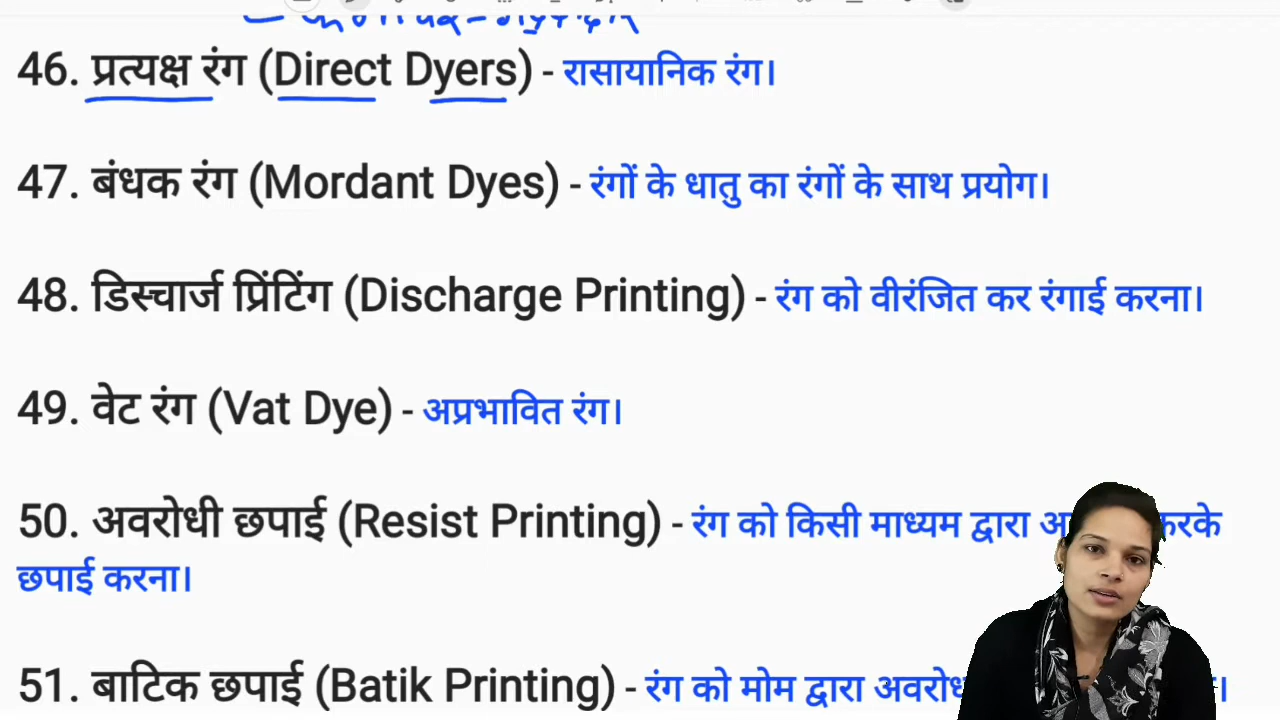 46. प्रत्यक्ष रंग (Direct Dyers) - रासायानिक रंग।
47. बंधक रंग (Mordant Dyes) - रंगों के धातु का रंगों के साथ प्रयोग।
48. डिस्चार्ज प्रिंटिंग (Discharge Printing) - रंग को वीरंजित कर रंगाई करना।
49. वेट रंग (Vat Dye) - अप्रभावित रंग।
50. अवरोधी छपाई (Resist Printing) - रंग को किसी माध्यम द्वारा करके
छपाई करना।
51. बाटिक छपाई (Batik Printing) - रंग को मोम द्वारा